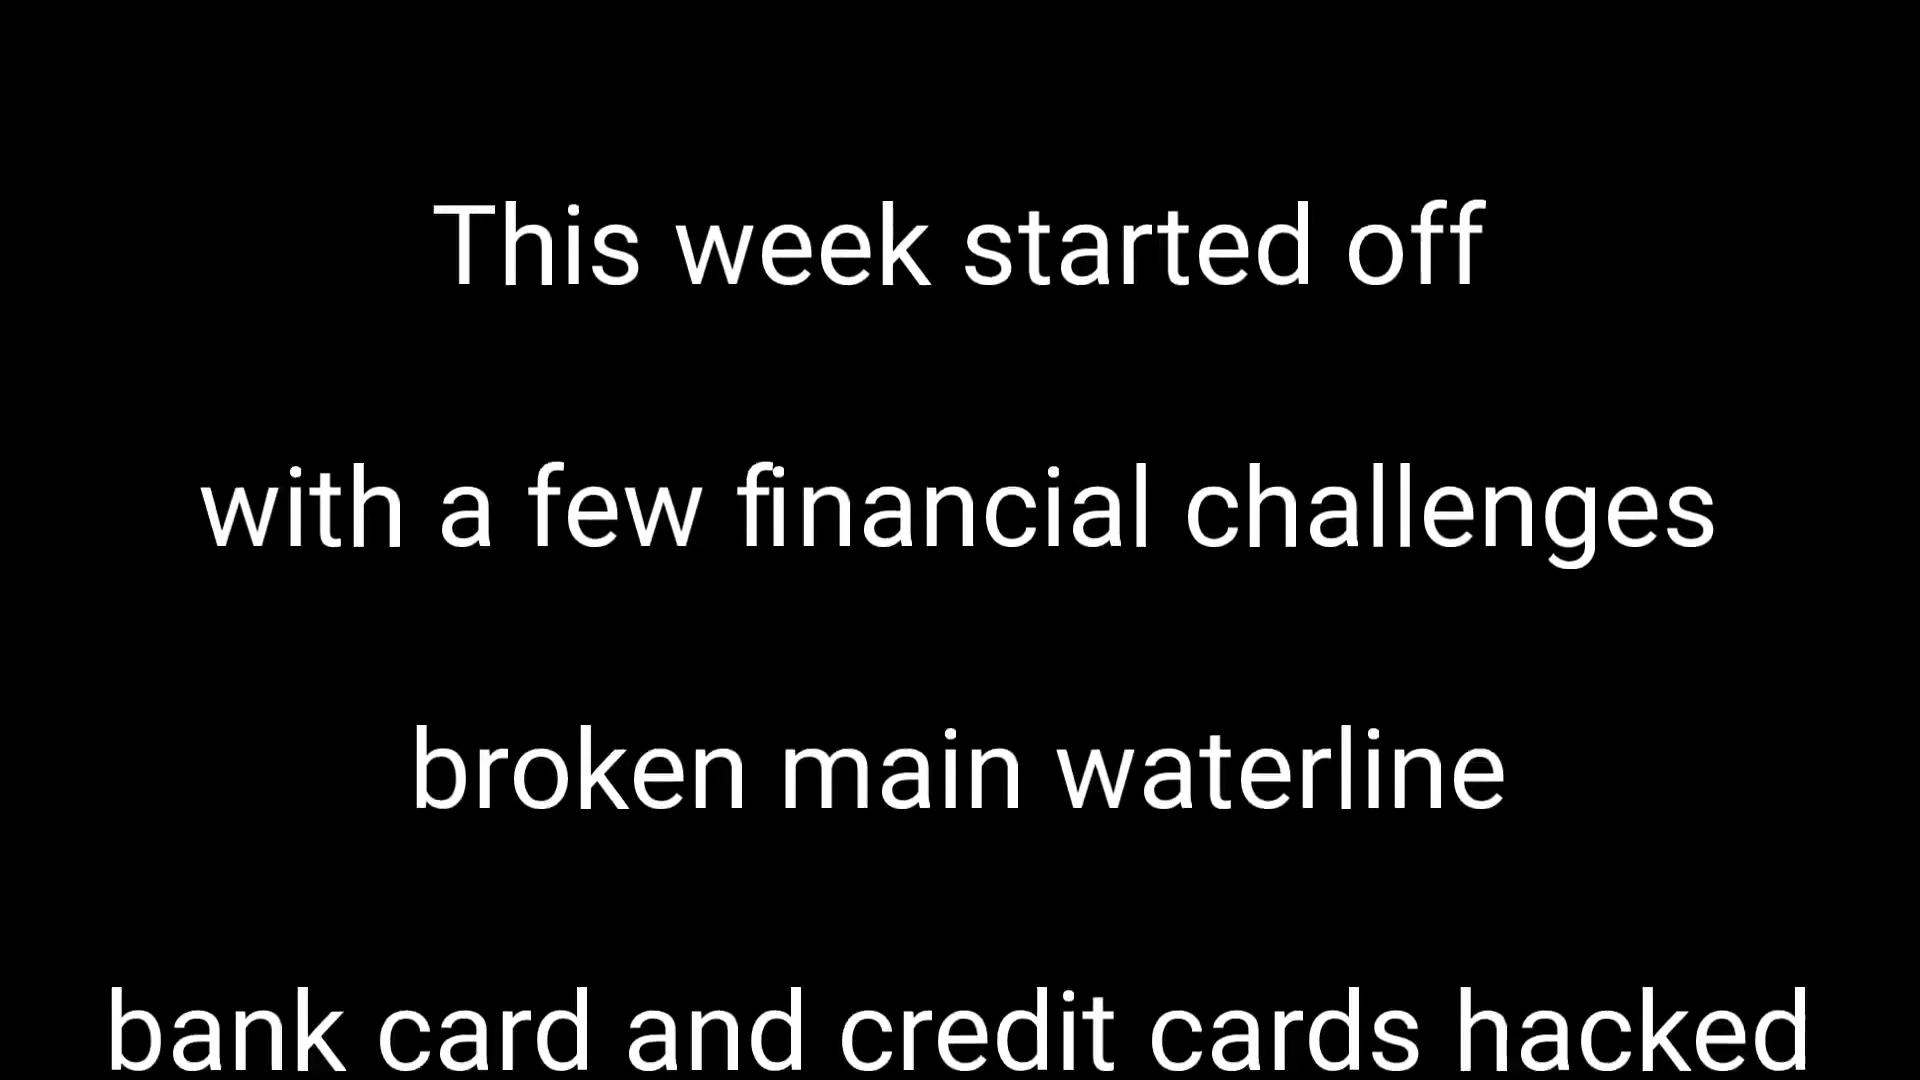 This week started off
with a few financial challenges
broken main waterline
bank card and credit cards hacked